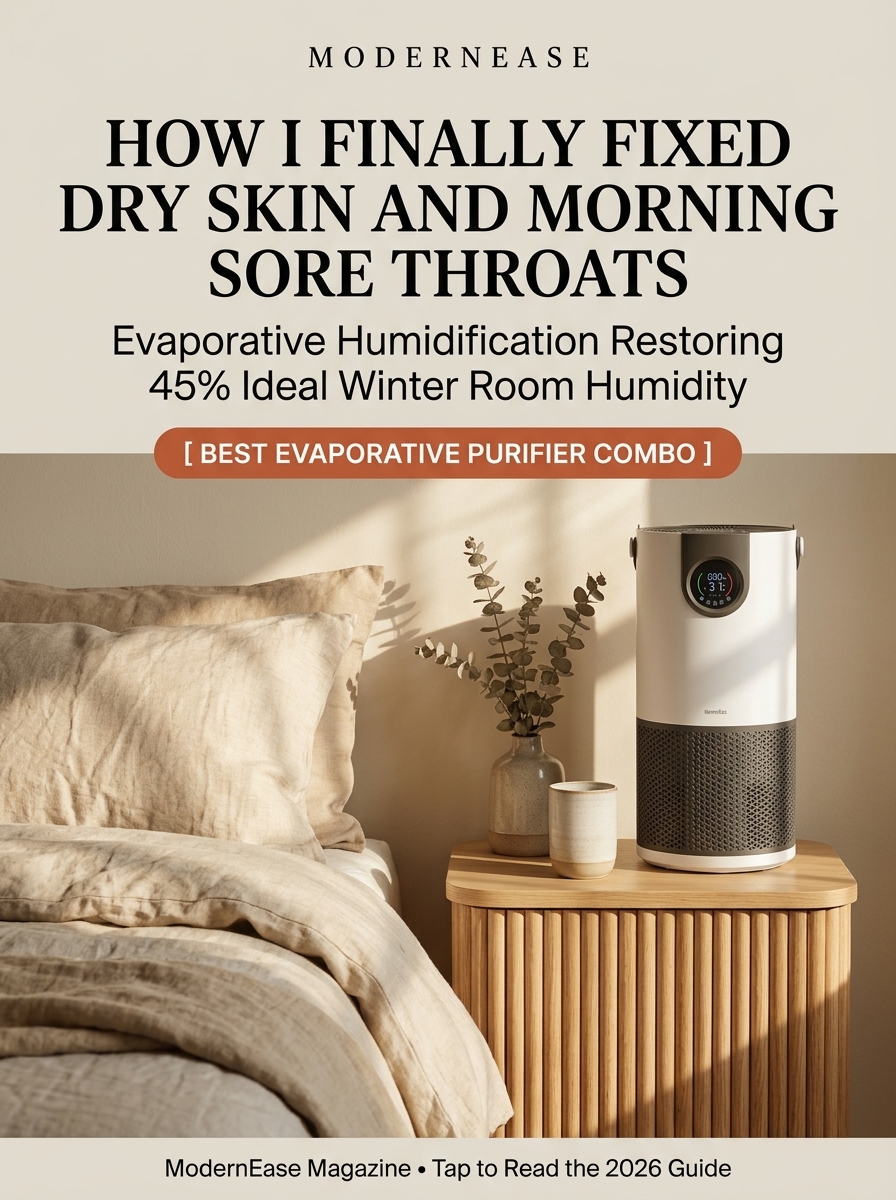 MODERNEASE
HOW I FINALLY FIXED
DRY SKIN AND MORNING
SORE THROATS
Evaporative Humidification Restoring
45% Ideal Winter Room Humidity
[ BEST EVAPORATIVE PURIFIER COMBO ]
ModernEase Magazine • Tap to Read the 2026 Guide